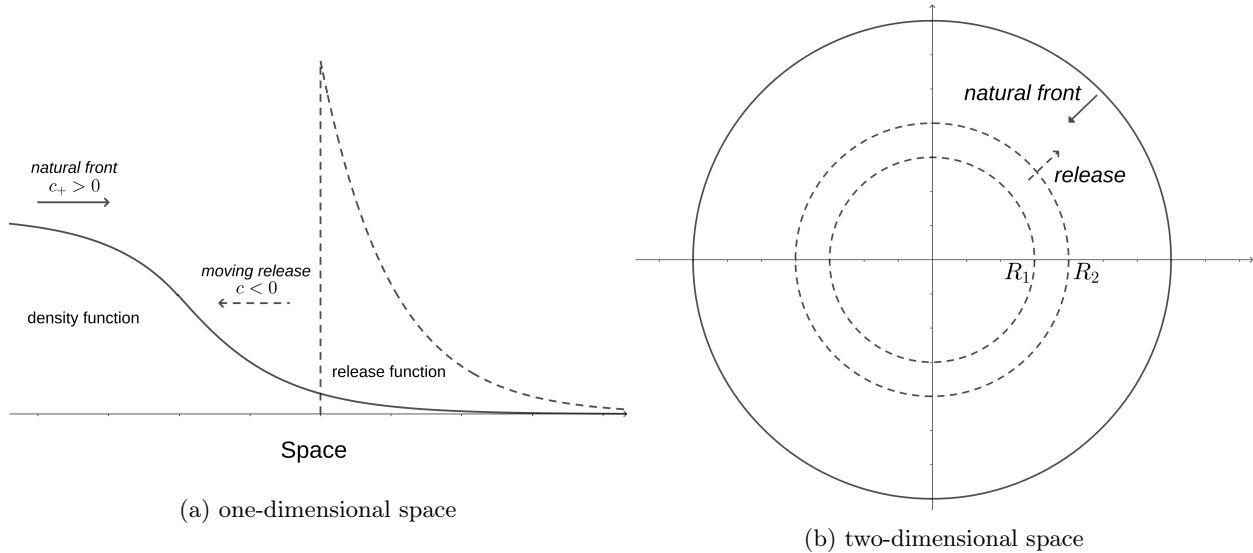 natural front
c₊ > 0
moving release
c < 0
density function
release function
Space
(a) one-dimensional space
natural front
release
R₁
R₂
(b) two-dimensional space